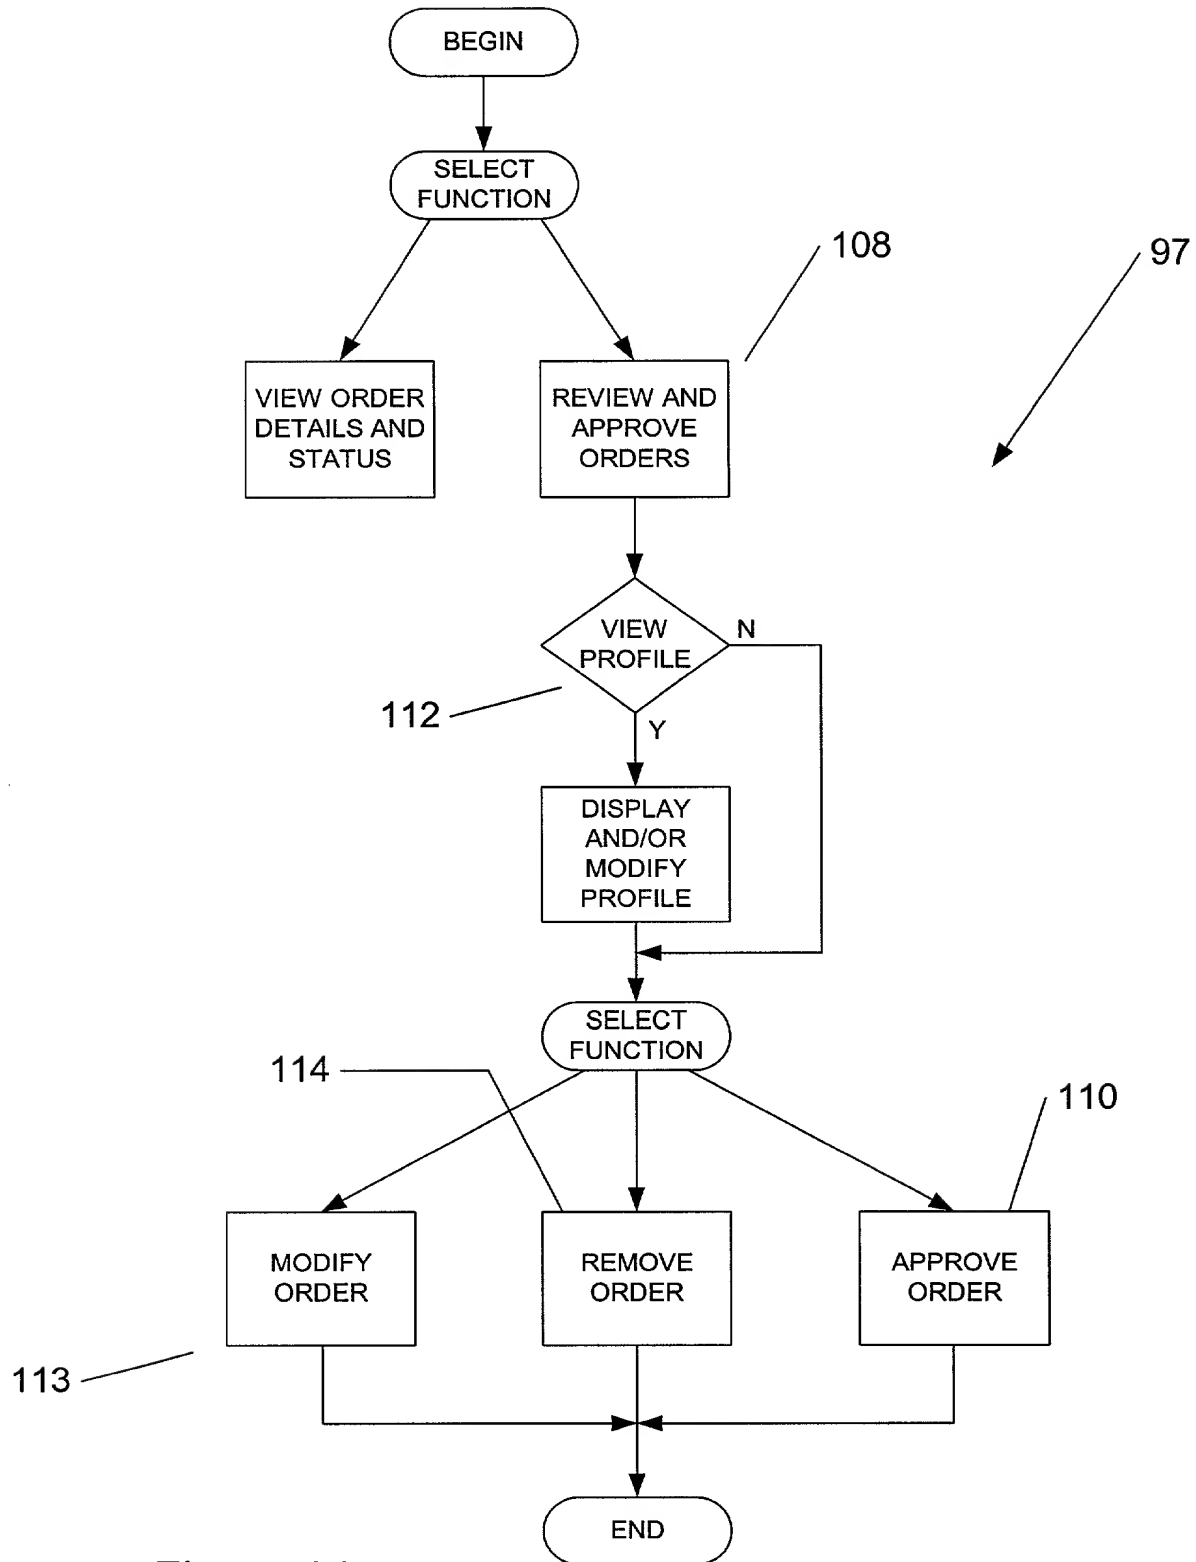 BEGIN
SELECT
FUNCTION
108
97
VIEW ORDER
DETAILS AND
STATUS
REVIEW AND
APPROVE
ORDERS
VIEW
PROFILE
N
112
Y
DISPLAY
AND/OR
MODIFY
PROFILE
SELECT
FUNCTION
114
110
MODIFY
ORDER
REMOVE
ORDER
APPROVE
ORDER
113
END